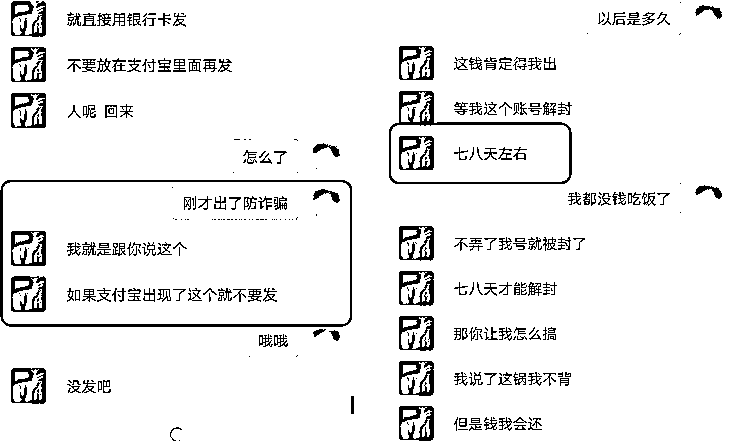 就直接用银行卡发
不要放在支付宝里面再发
人呢 回来
怎么了
刚才出了防诈骗
我就是跟你说这个
如果支付宝出现了这个就不要发
哦哦
没发吧
以后是多久
这钱肯定得我出
等我这个账号解封
七八天左右
我都没钱吃饭了
不弄了我号就被封了
七八天才能解封
那你让我怎么搞
我说了这锅我不背
但是钱我会还